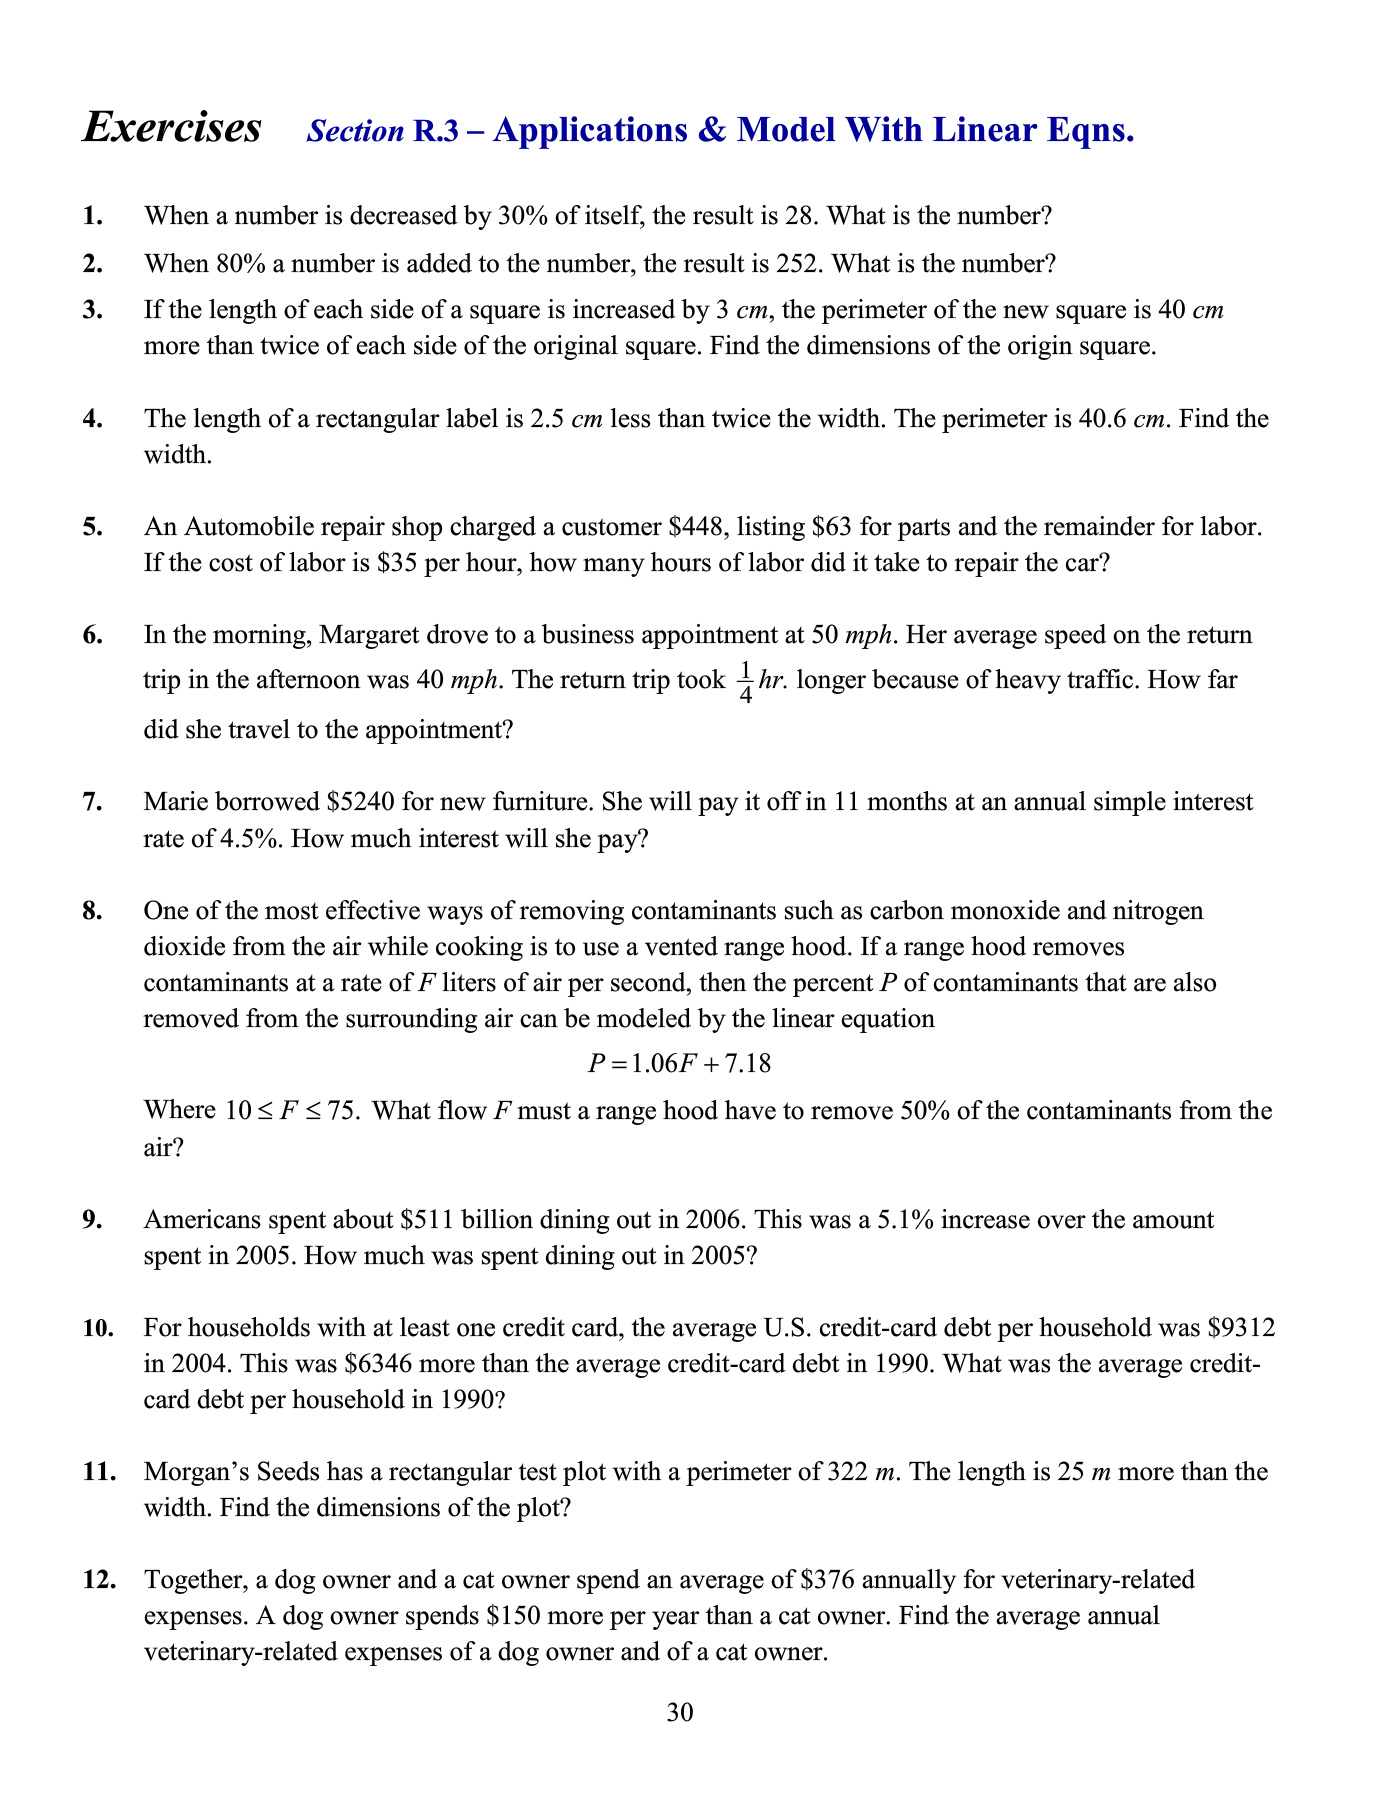 Exercises Section R.3 – Applications & Model With Linear Eqns.
1. When a number is decreased by 30% of itself, the result is 28. What is the number?
2. When 80% a number is added to the number, the result is 252. What is the number?
3. If the length of each side of a square is increased by 3 cm, the perimeter of the new square is 40 cm
more than twice of each side of the original square. Find the dimensions of the origin square.
4. The length of a rectangular label is 2.5 cm less than twice the width. The perimeter is 40.6 cm. Find the
width.
5. An Automobile repair shop charged a customer $448, listing $63 for parts and the remainder for labor.
If the cost of labor is $35 per hour, how many hours of labor did it take to repair the car?
6. In the morning, Margaret drove to a business appointment at 50 mph. Her average speed on the return
trip in the afternoon was 40 mph. The return trip took 1/4 hr. longer because of heavy traffic. How far
did she travel to the appointment?
7. Marie borrowed $5240 for new furniture. She will pay it off in 11 months at an annual simple interest
rate of 4.5%. How much interest will she pay?
8. One of the most effective ways of removing contaminants such as carbon monoxide and nitrogen
dioxide from the air while cooking is to use a vented range hood. If a range hood removes
contaminants at a rate of F liters of air per second, then the percent P of contaminants that are also
removed from the surrounding air can be modeled by the linear equation
P = 1.06F + 7.18
Where 10 ≤ F ≤ 75. What flow F must a range hood have to remove 50% of the contaminants from the
air?
9. Americans spent about $511 billion dining out in 2006. This was a 5.1% increase over the amount
spent in 2005. How much was spent dining out in 2005?
10. For households with at least one credit card, the average U.S. credit-card debt per household was $9312
in 2004. This was $6346 more than the average credit-card debt in 1990. What was the average credit-
card debt per household in 1990?
11. Morgan’s Seeds has a rectangular test plot with a perimeter of 322 m. The length is 25 m more than the
width. Find the dimensions of the plot?
12. Together, a dog owner and a cat owner spend an average of $376 annually for veterinary-related
expenses. A dog owner spends $150 more per year than a cat owner. Find the average annual
veterinary-related expenses of a dog owner and of a cat owner.
30